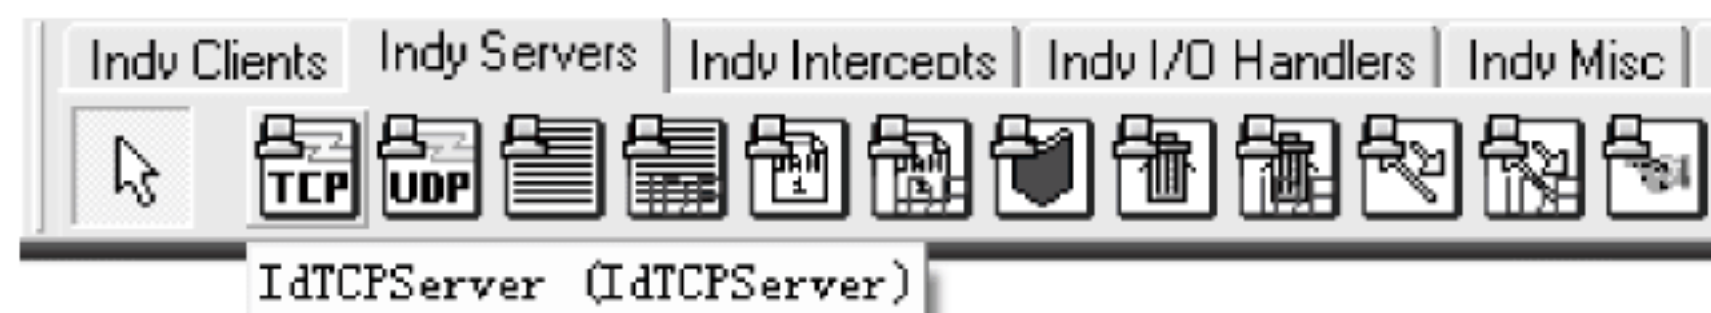 Indy Clients Indy Servers Indy Intercepts Indy I/O Handlers Indy Misc
TCP UDP
IdTCPServer (IdTCPServer)